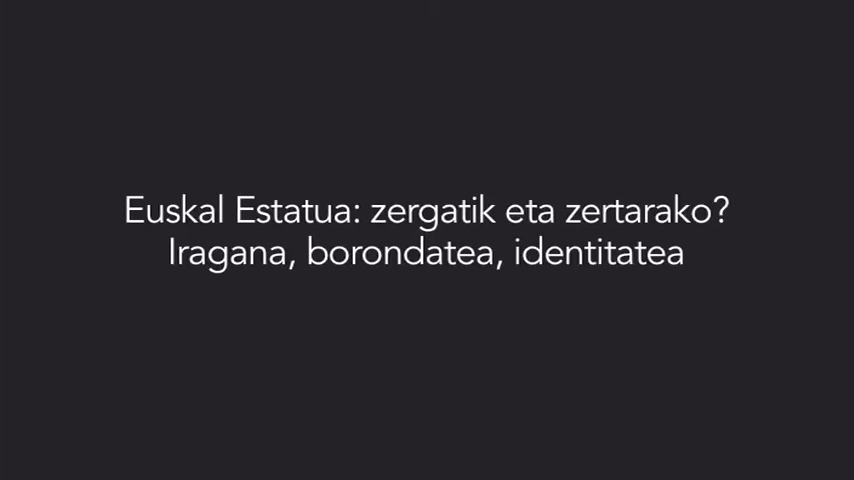 Euskal Estatua: zergatik eta zertarako?
Iragana, borondatea, identitatea